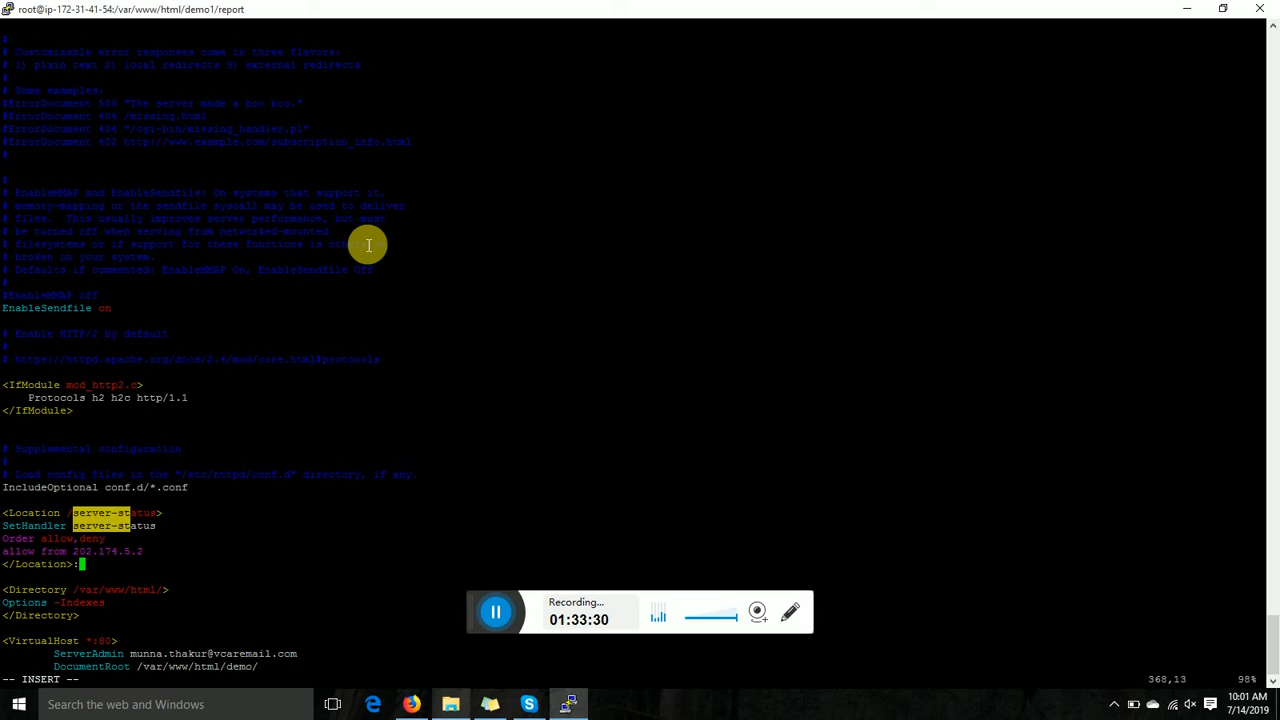 root@ip-172-31-41-54:/var/www/html/demo1/report
#
# Customizable error responses come in three flavors:
# 1) plain text 2) local redirects 3) external redirects
#
# Some examples:
#ErrorDocument 500 "The server made a boo boo."
#ErrorDocument 404 /missing.html
#ErrorDocument 404 "/cgi-bin/missing_handler.pl"
#ErrorDocument 402 http://www.example.com/subscription_info.html
#
#
# EnableMMAP and EnableSendfile: On systems that support it,
# memory-mapping or the sendfile syscall may be used to deliver
# files.  This usually improves server performance, but must
# be turned off when serving from networked-mounted
# filesystems or if support for these functions is
# broken on your system.
# Defaults if commented: EnableMMAP On, EnableSendfile Off
#
#EnableMMAP off
EnableSendfile on
# Enable HTTP/2 by default
#
# https://httpd.apache.org/docs/2.4/mod/core.html#protocols
<IfModule mod_http2.c>
    Protocols h2 h2c http/1.1
</IfModule>
# Supplemental configuration
#
# Load config files in the "/etc/httpd/conf.d" directory, if any.
IncludeOptional conf.d/*.conf
<Location /server-status>
SetHandler server-status
Order allow,deny
allow from 202.174.5.2
</Location>:
<Directory /var/www/html/>
Options -Indexes
</Directory>
<VirtualHost *:80>
        ServerAdmin munna.thakur@vcaremail.com
        DocumentRoot /var/www/html/demo/
-- INSERT -- 368,13 98%
Recording...
01:33:30
Search the web and Windows
10:01 AM
7/14/2019